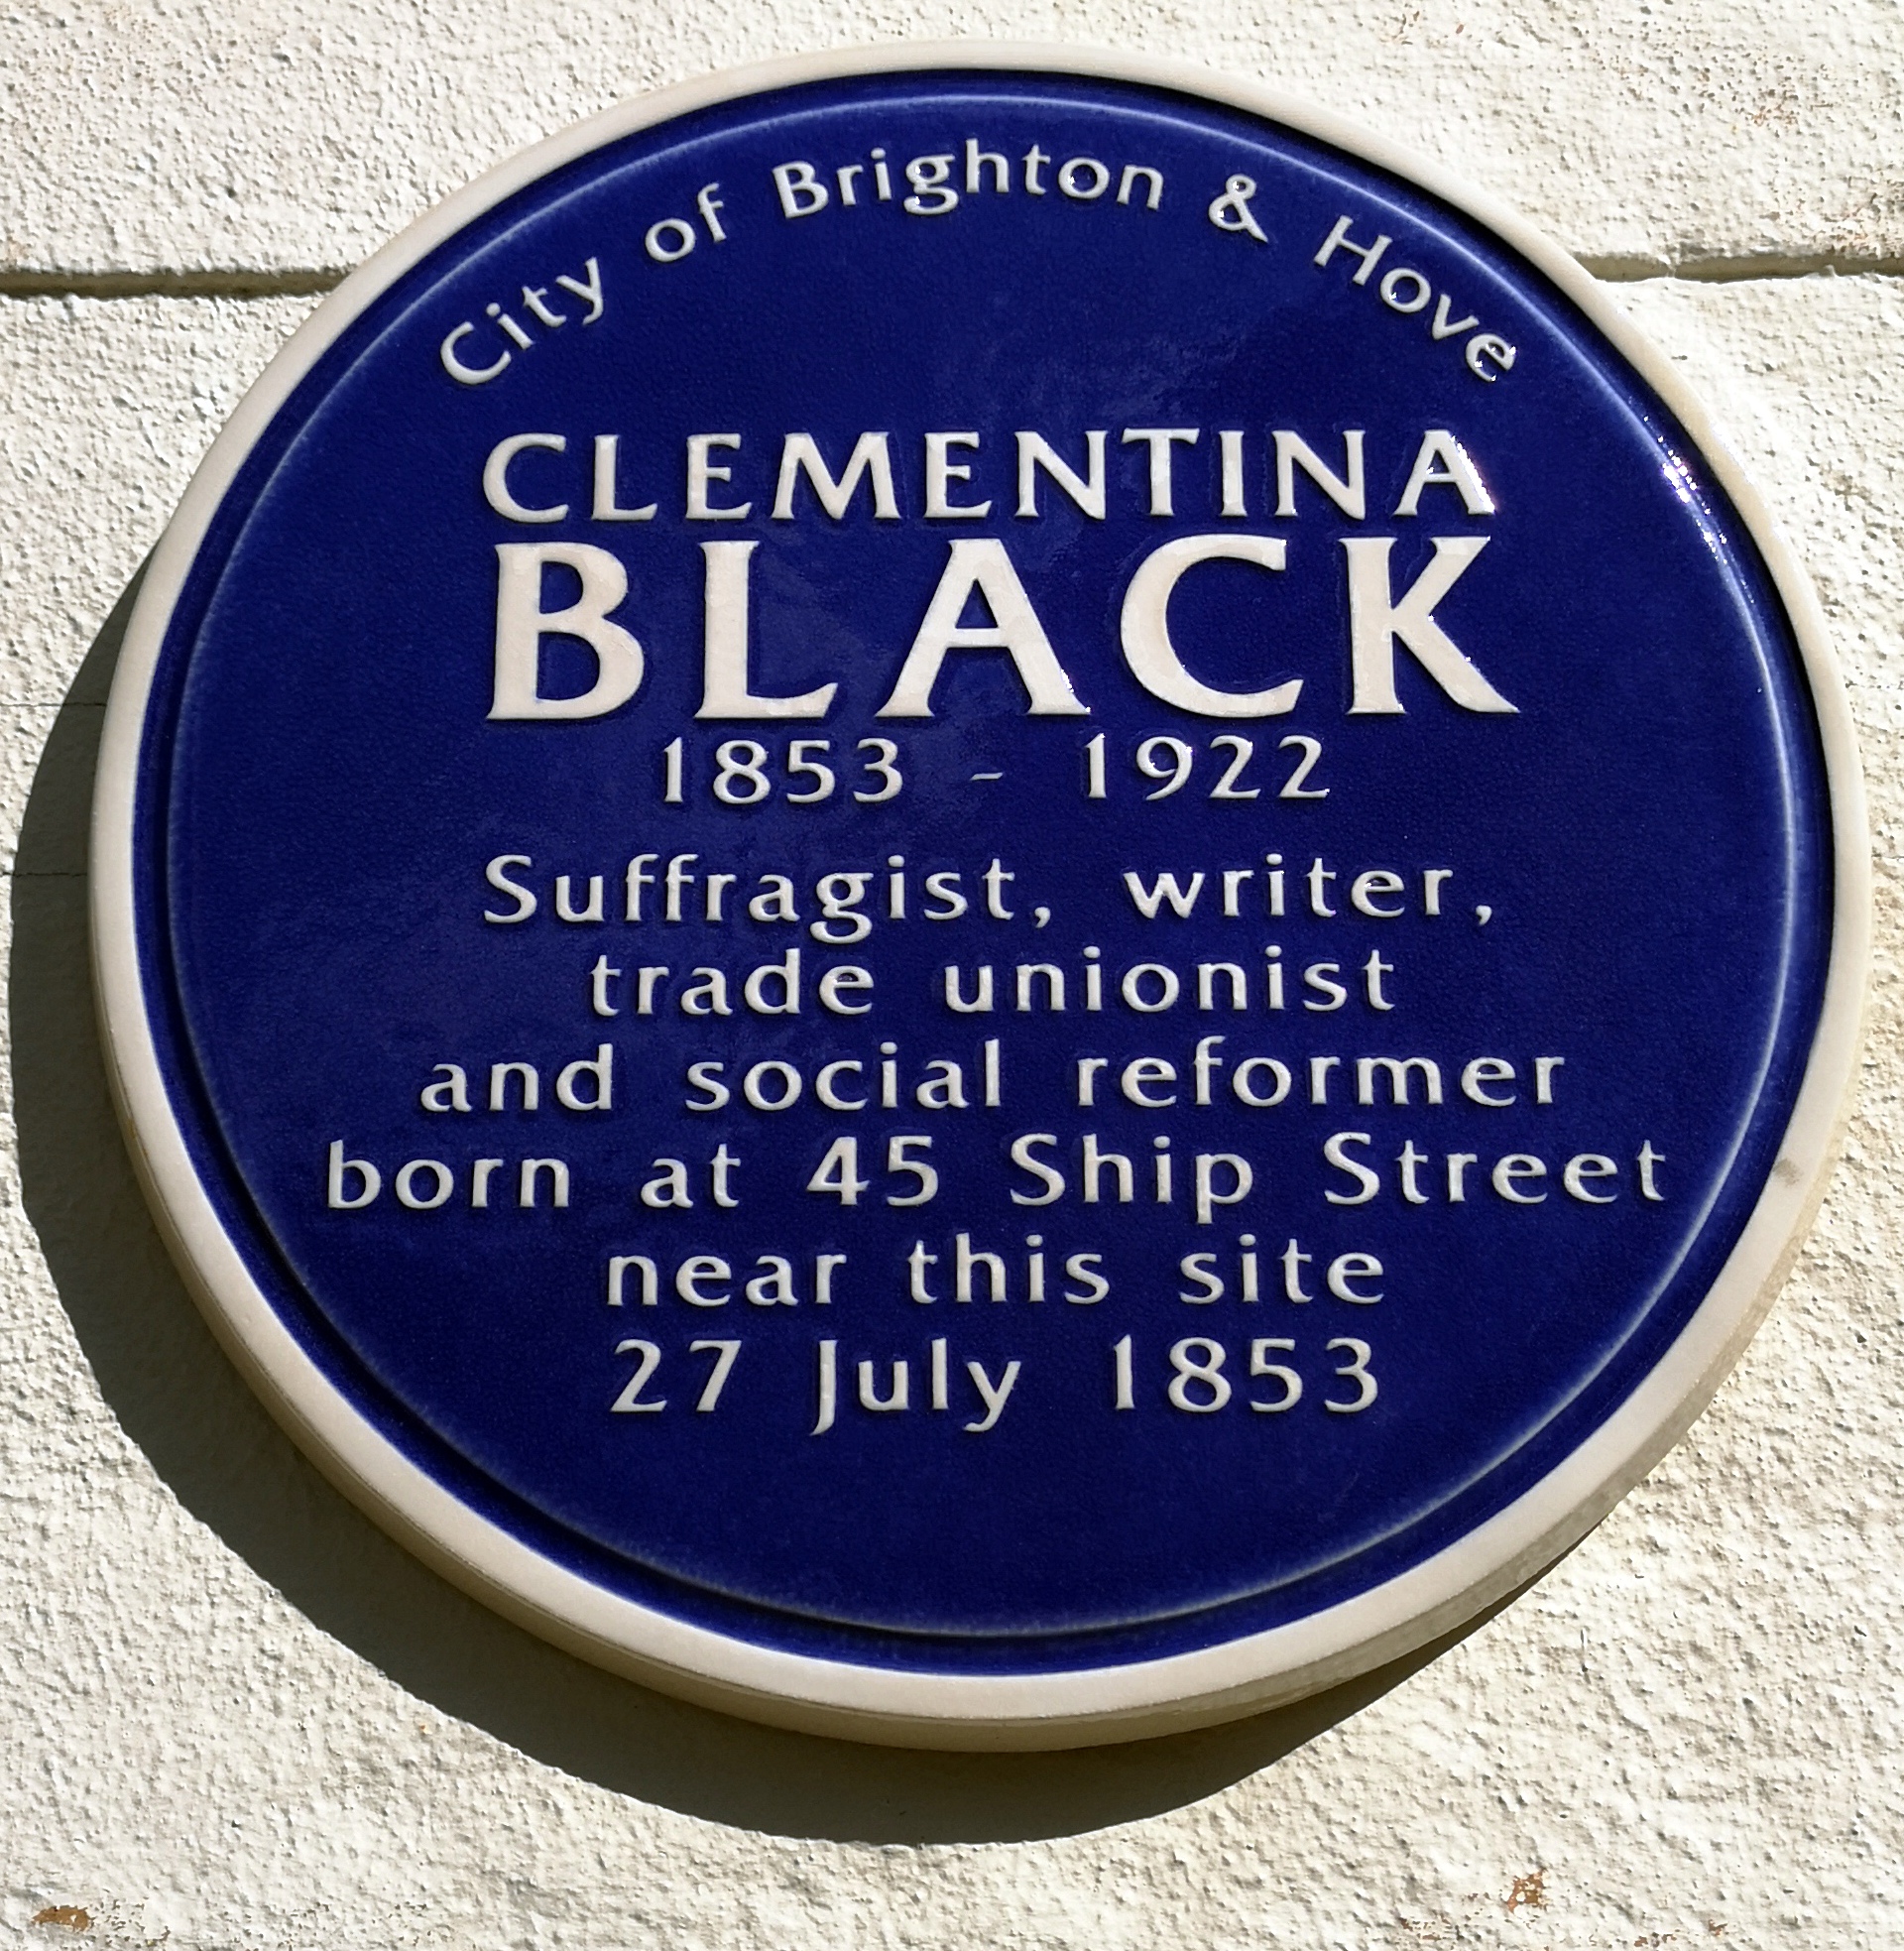 City of Brighton & Hove
CLEMENTINA
BLACK
1853 - 1922
Suffragist, writer,
trade unionist
and social reformer
born at 45 Ship Street
near this site
27 July 1853